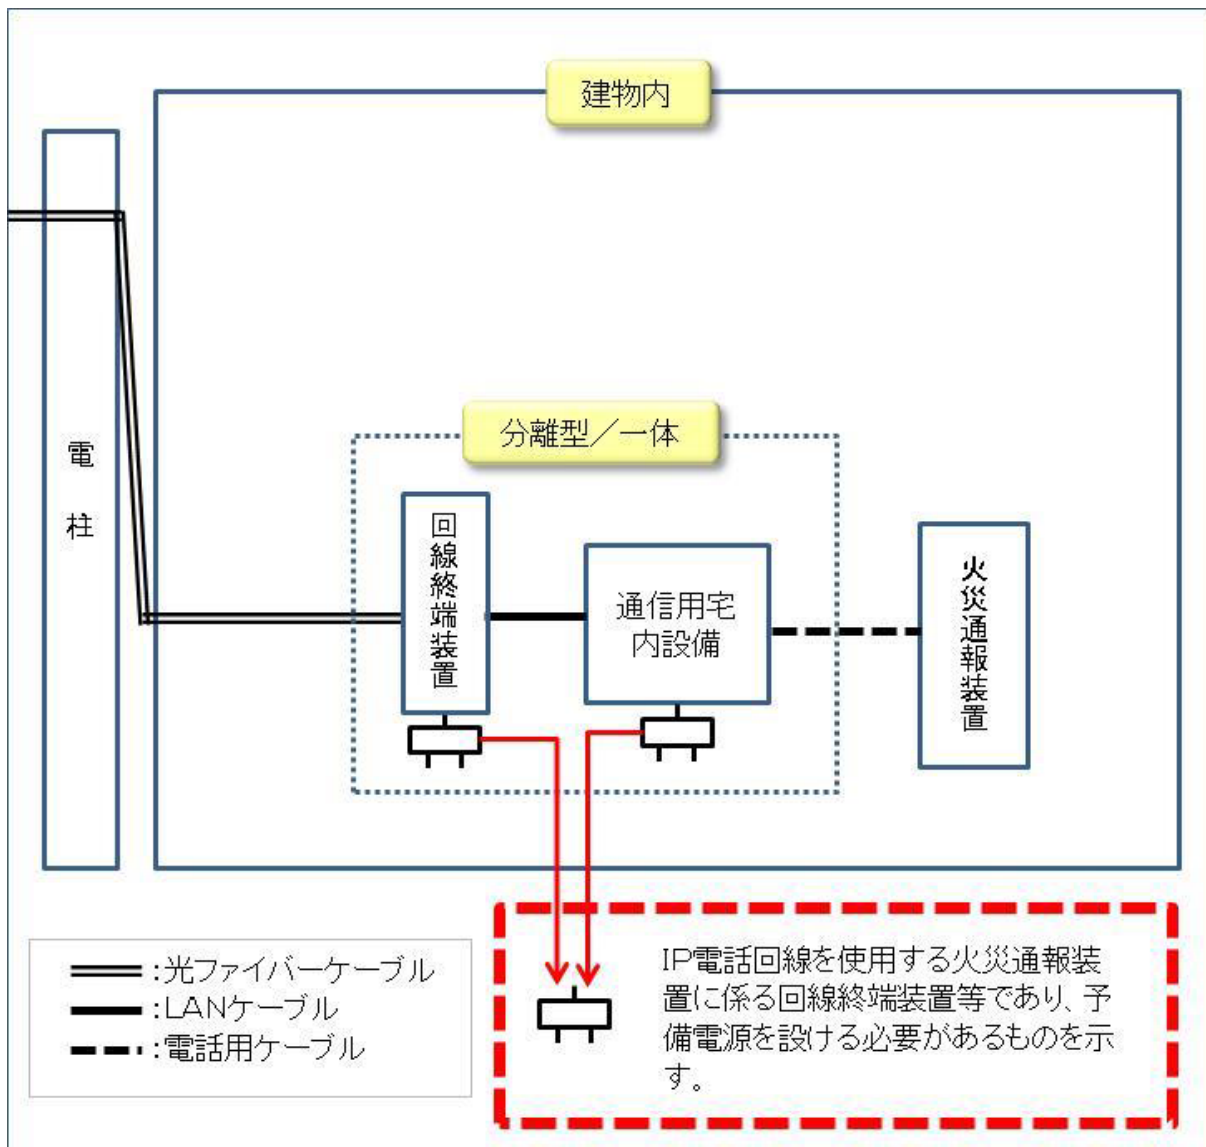 建物内
電柱
分離型／一体
回線終端装置
通信用宅
内設備
火災通報装置
：光ファイバーケーブル
：LANケーブル
：電話用ケーブル
IP電話回線を使用する火災通報装
置に係る回線終端装置等であり、予
備電源を設ける必要があるものを示
す。